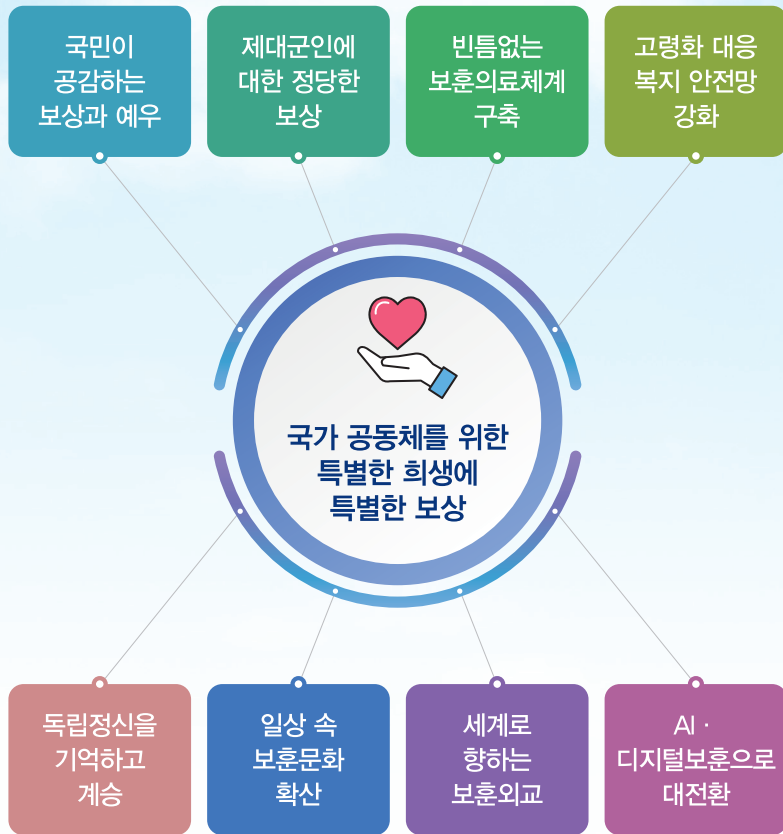 국민이
공감하는
보상과 예우
제대군인에
대한 정당한
보상
빈틈없는
보훈의료체계
구축
고령화 대응
복지 안전망
강화
국가 공동체를 위한
특별한 희생에
특별한 보상
독립정신을
기억하고
계승
일상 속
보훈문화
확산
세계로
향하는
보훈외교
AI ·
디지털보훈으로
대전환